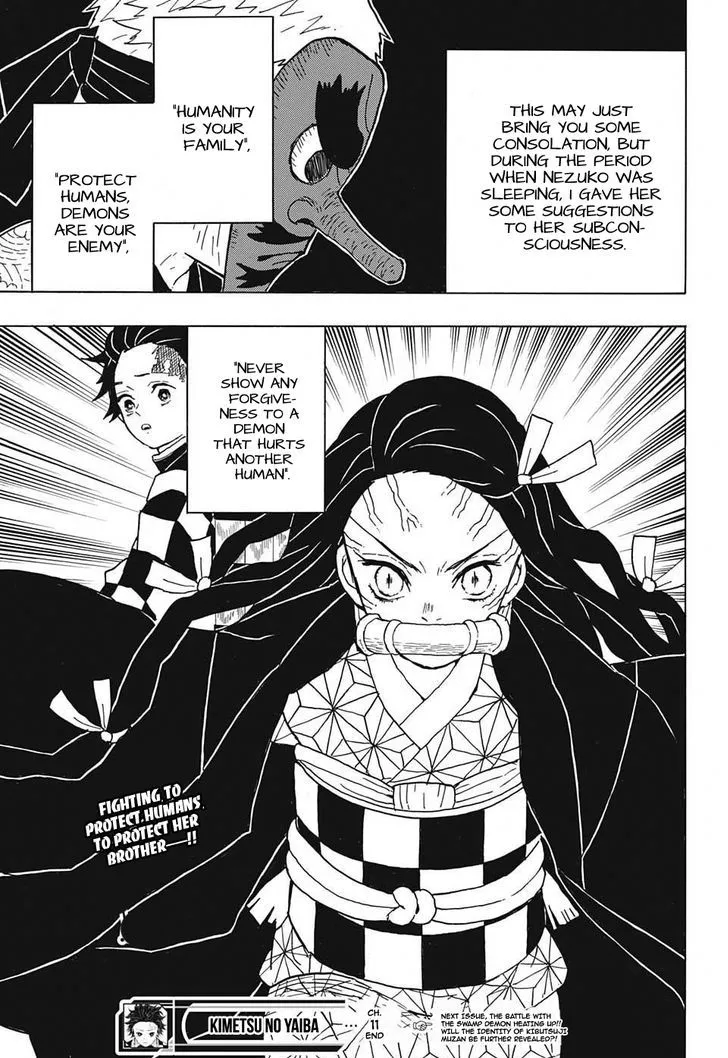 THIS MAY JUST
BRING YOU SOME
CONSOLATION, BUT
DURING THE PERIOD
WHEN NEZUKO WAS
SLEEPING, I GAVE HER
SOME SUGGESTIONS
TO HER SUBCON-
SCIOUSNESS.
"HUMANITY
IS YOUR
FAMILY",
"PROTECT
HUMANS,
DEMONS
ARE YOUR
ENEMY",
"NEVER
SHOW ANY
FORGIVE-
NESS TO A
DEMON
THAT HURTS
ANOTHER
HUMAN".
FIGHTING TO
PROTECT HUMANS
TO PROTECT HER
BROTHER—!!
KIMETSU NO YAIBA ...
CH.
11
END
NEXT ISSUE, THE BATTLE WITH
THE SWAMP DEMON HEATING UP!!
WILL THE IDENTITY OF KIBUTSUJI
MUZAN BE FURTHER REVEALED?!